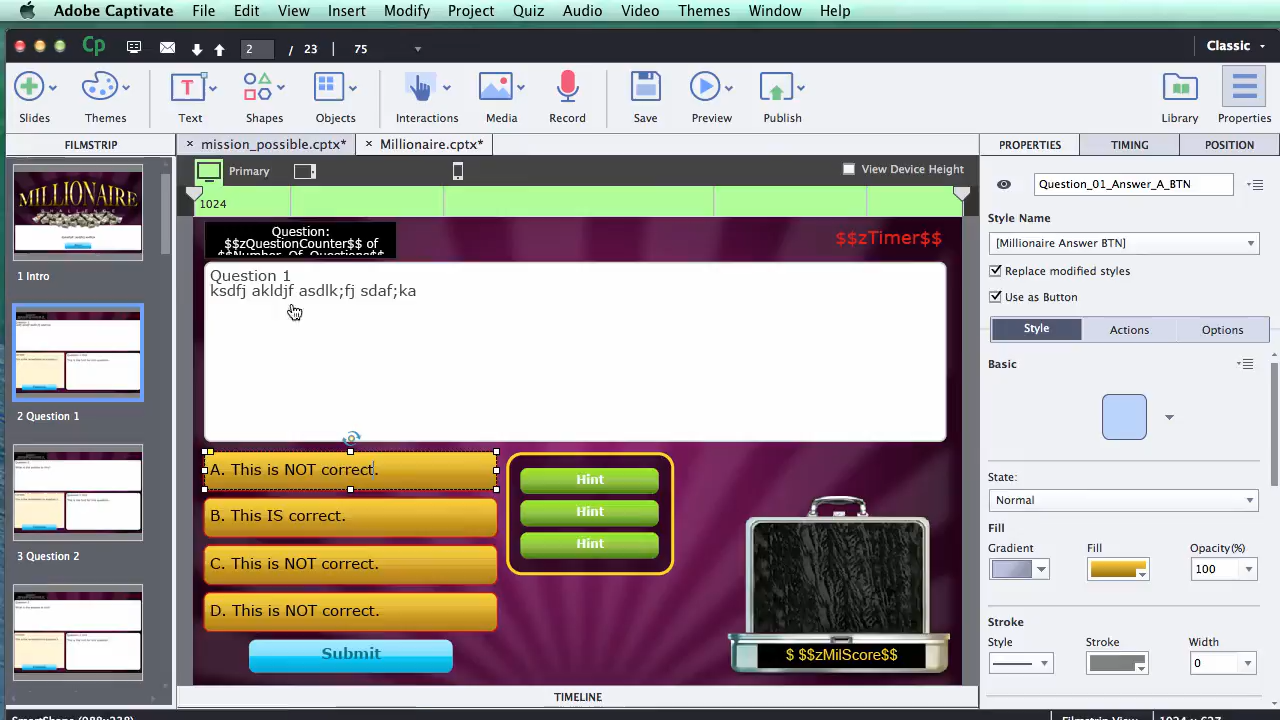 Adobe Captivate File Edit View Insert Modify Project Quiz Audio Video Themes Window Help
Cp 2 / 23 75 Classic
Slides Themes Text Shapes Objects Interactions Media Record Save Preview Publish Library Properties
FILMSTRIP × mission_possible.cptx* × Millionaire.cptx* PROPERTIES TIMING POSITION
Primary View Device Height
1024
MILLIONAIRE
CHALLENGE
1 Intro
2 Question 1
3 Question 2
Question:
$$zQuestionCounter$$ of
$$Number_Of_Questions$$
$$zTimer$$
Question 1
ksdfj akldjf asdlk;fj sdaf;ka
A. This is NOT correct.
B. This IS correct.
C. This is NOT correct.
D. This is NOT correct.
Submit
Hint
Hint
Hint
$ $$zMilScore$$
TIMELINE
Question_01_Answer_A_BTN
Style Name
[Millionaire Answer BTN]
Replace modified styles
Use as Button
Style Actions Options
Basic
State:
Normal
Fill
Gradient Fill Opacity(%)
100
Stroke
Style Stroke Width
0